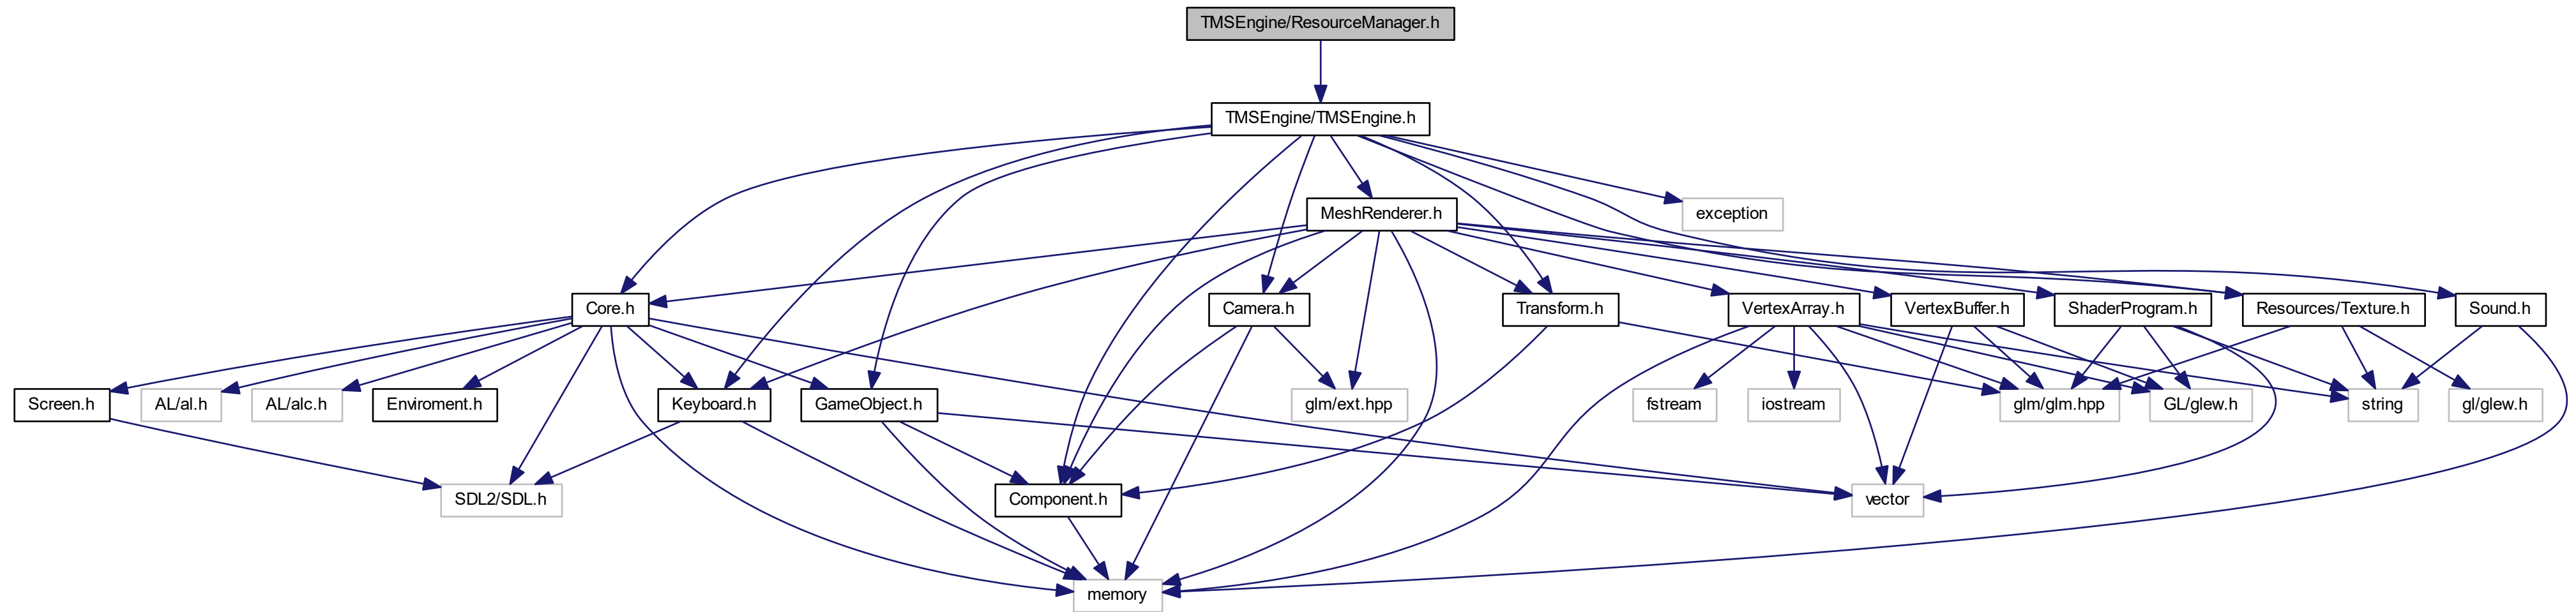 TMSEngine/ResourceManager.h
TMSEngine/TMSEngine.h
MeshRenderer.h
exception
Core.h
Camera.h
Transform.h
VertexArray.h
VertexBuffer.h
ShaderProgram.h
Resources/Texture.h
Sound.h
Screen.h
AL/al.h
AL/alc.h
Enviroment.h
Keyboard.h
GameObject.h
glm/ext.hpp
fstream
iostream
glm/glm.hpp
GL/glew.h
string
gl/glew.h
SDL2/SDL.h
Component.h
vector
memory